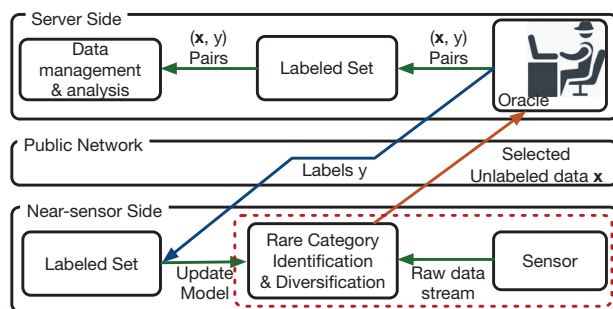 Server Side
Data
management
& analysis
(x, y)
Pairs
Labeled Set
(x, y)
Pairs
Oracle
Public Network
Labels y
Selected
Unlabeled data x
Near-sensor Side
Labeled Set
Update
Model
Rare Category
Identification
& Diversification
Raw data
stream
Sensor